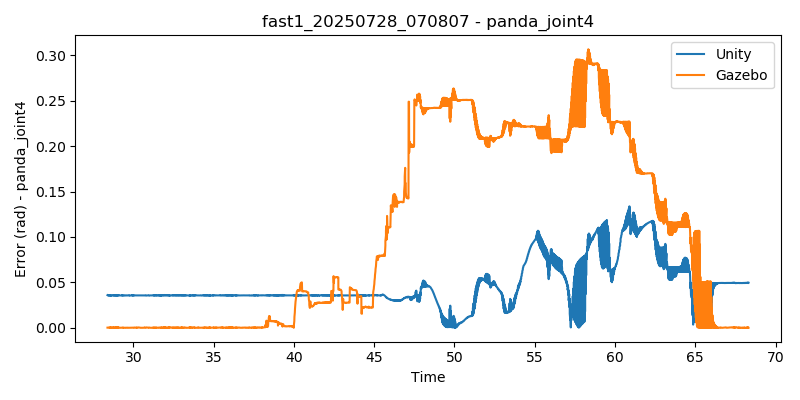 fast1_20250728_070807 - panda_joint4
Unity
Gazebo
Error (rad) - panda_joint4
0.30
0.25
0.20
0.15
0.10
0.05
0.00
30 35 40 45 50 55 60 65 70
Time